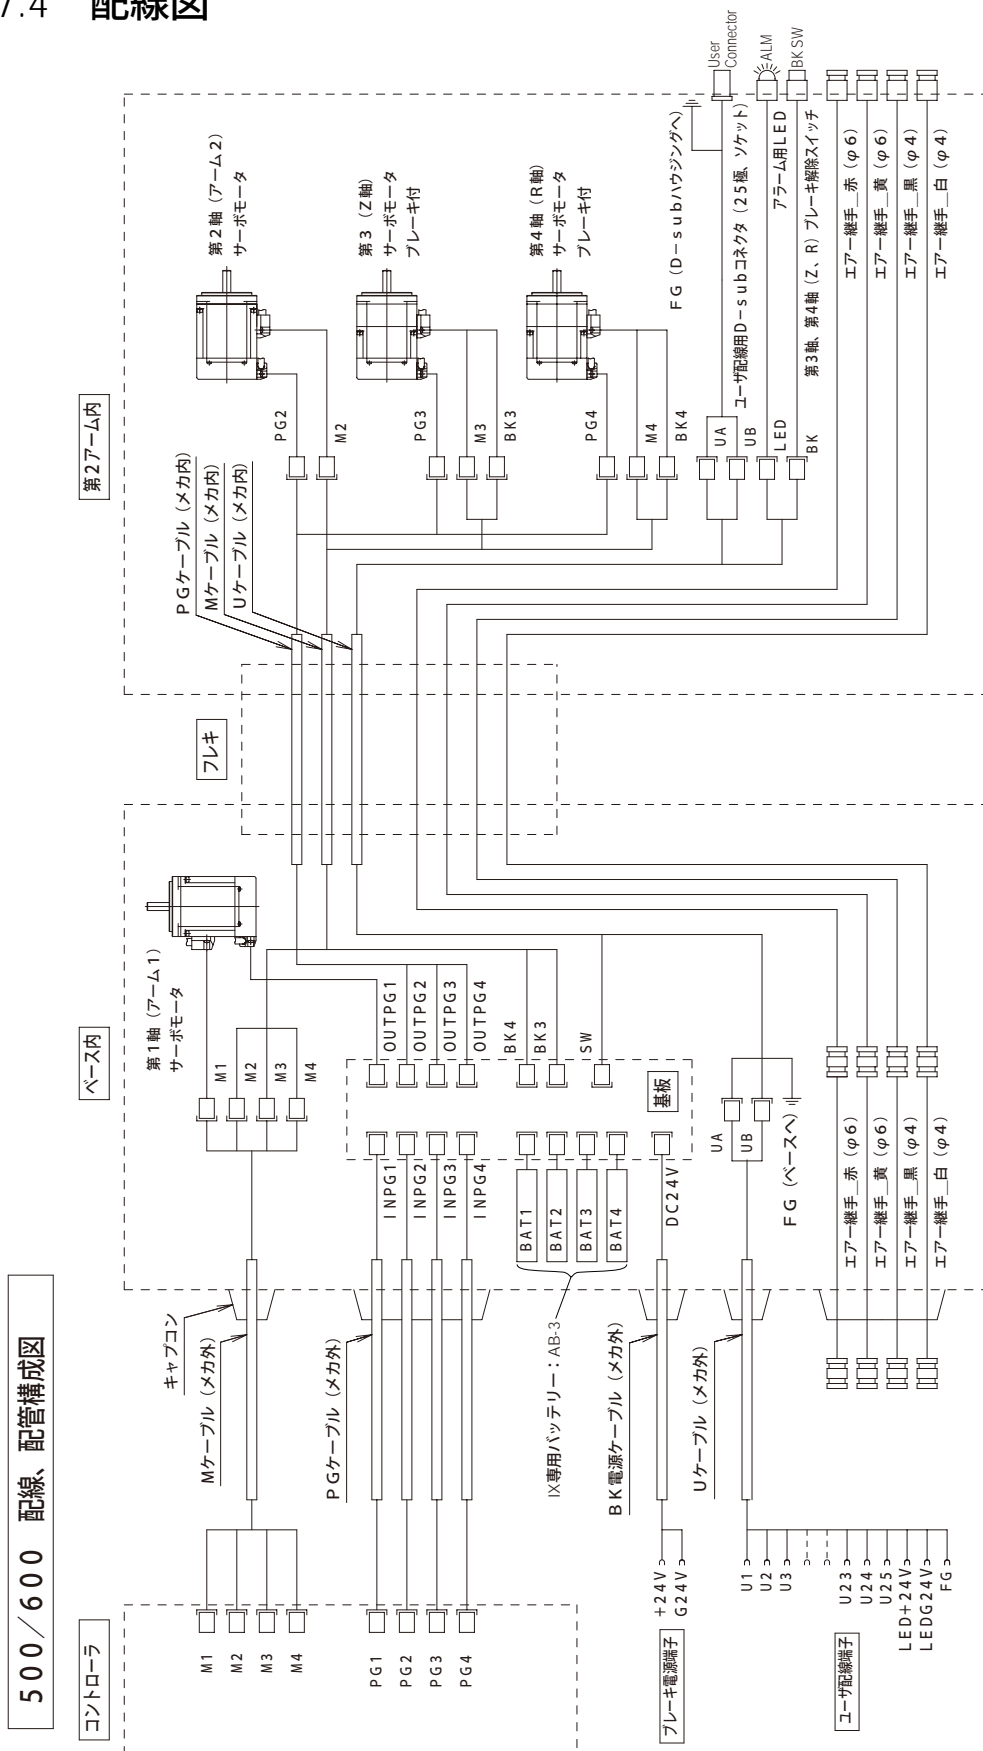 7.4 配線図
500/600 配線、配管構成図
コントローラ
M1
M2
M3
M4
PG1
PG2
PG3
PG4
ブレーキ電源端子
+24V
G24V
ユーザ配線端子
U1
U2
U3
U23
U24
U25
LED+24V
LEDG24V
FG
キャプコン
Mケーブル (メカ外)
PGケーブル (メカ外)
IX専用バッテリー:AB-3
BK電源ケーブル (メカ外)
Uケーブル (メカ外)
ベース内
第1軸 (アーム1)
サーボモータ
M1
M2
M3
M4
INPG1
INPG2
INPG3
INPG4
BAT1
BAT2
BAT3
BAT4
DC24V
OUTPG1
OUTPG2
OUTPG3
OUTPG4
BK4
BK3
SW
基板
UA
UB
FG (ベースへ)
エアー継手_赤 (φ6)
エアー継手_黄 (φ6)
エアー継手_黒 (φ4)
エアー継手_白 (φ4)
フレキ
第2アーム内
PGケーブル (メカ内)
Mケーブル (メカ内)
Uケーブル (メカ内)
PG2
M2
PG3
M3
BK3
PG4
M4
BK4
UA
UB
LED
BK
第2軸 (アーム2)
サーボモータ
第3 (Z軸)
サーボモータ
ブレーキ付
第4軸 (R軸)
サーボモータ
ブレーキ付
FG (D-subハウジングへ)
ユーザ配線用D-subコネクタ (25極、ソケット)
アラーム用LED
第3軸、第4軸 (Z、R) ブレーキ解除スイッチ
エアー継手_赤 (φ6)
エアー継手_黄 (φ6)
エアー継手_黒 (φ4)
エアー継手_白 (φ4)
User
Connector
ALM
BK SW